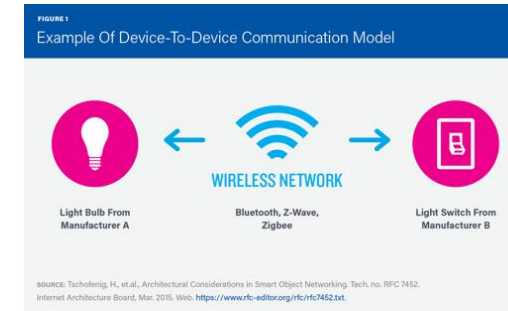 FIGURE 1
Example Of Device-To-Device Communication Model
WIRELESS NETWORK
Light Bulb From
Manufacturer A
Bluetooth, Z-Wave,
Zigbee
Light Switch From
Manufacturer B
SOURCE: Tschofenig, H., et.al., Architectural Considerations in Smart Object Networking. Tech. no. RFC 7452.
Internet Architecture Board, Mar. 2015. Web. https://www.rfc-editor.org/rfc/rfc7452.txt.